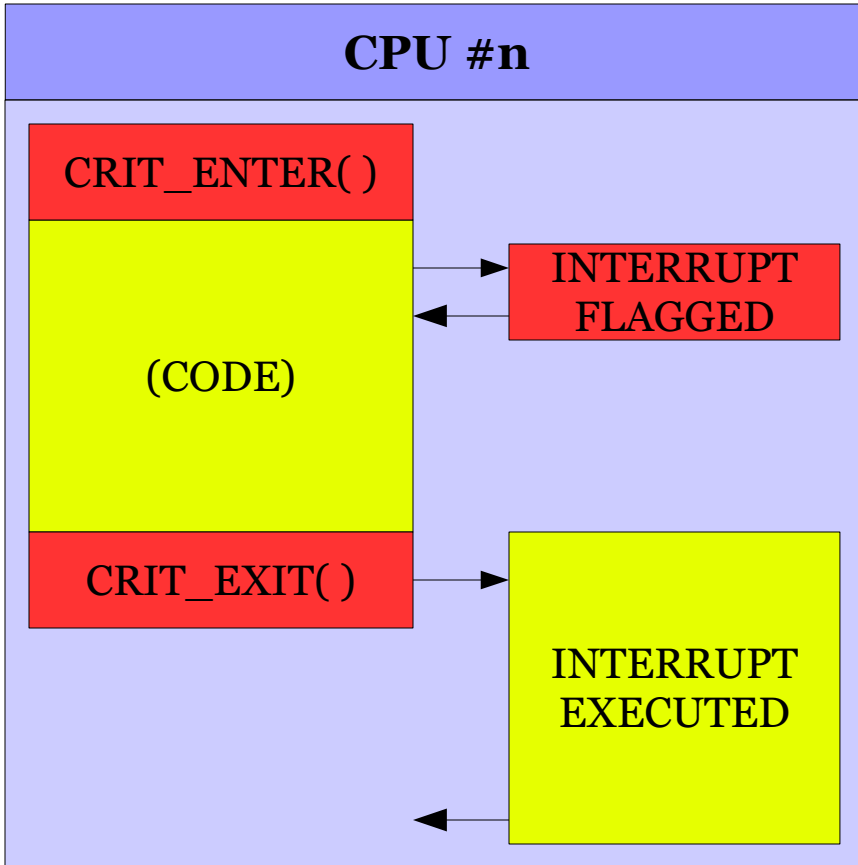 CPU #n
CRIT_ENTER( )
INTERRUPT
FLAGGED
(CODE)
CRIT_EXIT( )
INTERRUPT
EXECUTED